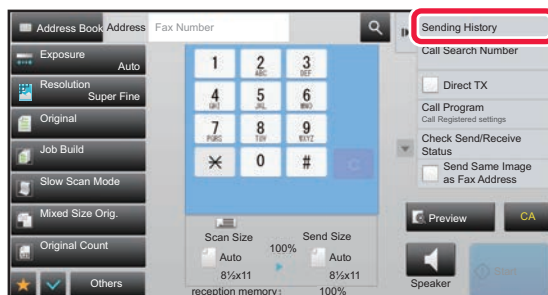 Address Book
Address
Fax Number
Sending History
Exposure
Auto
Resolution
Super Fine
Original
Job Build
Slow Scan Mode
Mixed Size Orig.
Original Count
Others
1
2
ABC
3
DEF
4
GHI
5
JKL
6
MNO
7
PQRS
8
TUV
9
WXYZ
0
#
C
Scan Size
100%
Send Size
Auto
Auto
8½x11
8½x11
reception memory:
100%
Call Search Number
Direct TX
Call Program
Call Registered settings
Check Send/Receive
Status
Send Same Image
as Fax Address
Preview
CA
Speaker
Start